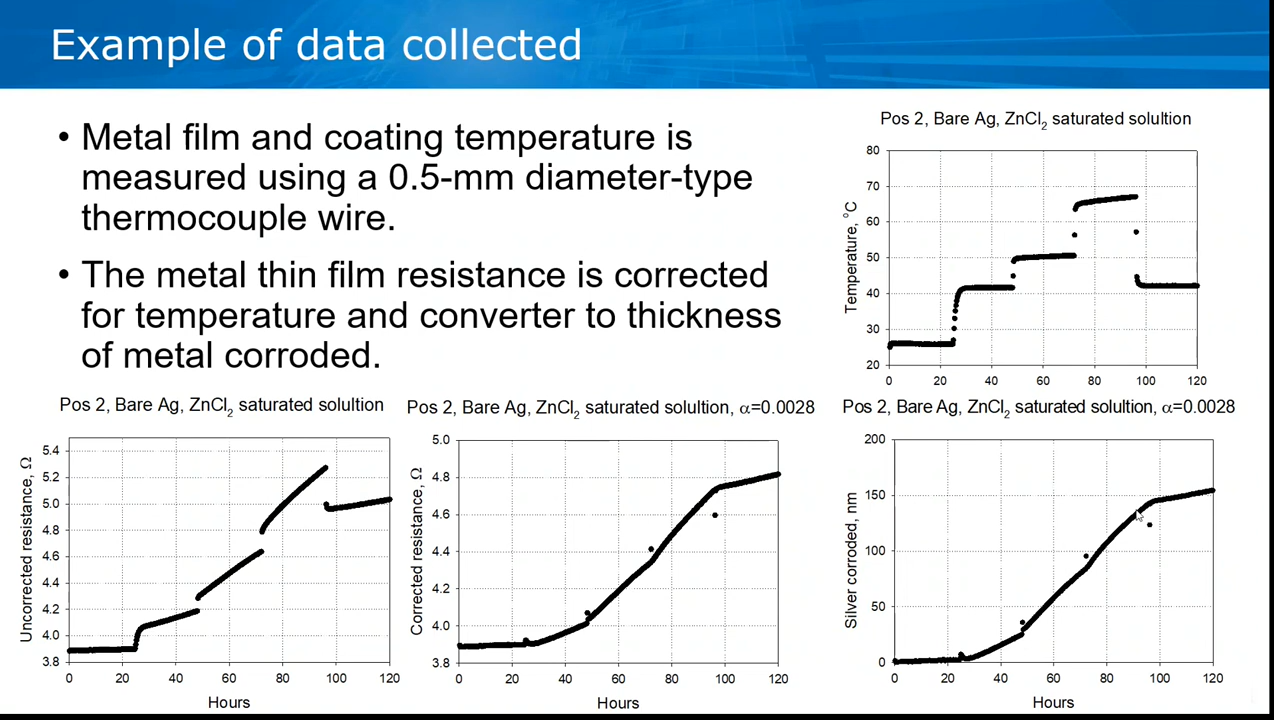 Example of data collected
• Metal film and coating temperature is
measured using a 0.5-mm diameter-type
thermocouple wire.
• The metal thin film resistance is corrected
for temperature and converter to thickness
of metal corroded.
Pos 2, Bare Ag, ZnCl2 saturated solultion
Temperature, °C
80
70
60
50
40
30
20
0 20 40 60 80 100 120
Pos 2, Bare Ag, ZnCl2 saturated solultion
Uncorrected resistance, Ω
5.4
5.2
5.0
4.8
4.6
4.4
4.2
4.0
3.8
0 20 40 60 80 100 120
Hours
Pos 2, Bare Ag, ZnCl2 saturated solultion, α=0.0028
Corrected resistance, Ω
5.0
4.8
4.6
4.4
4.2
4.0
3.8
0 20 40 60 80 100 120
Hours
Pos 2, Bare Ag, ZnCl2 saturated solultion, α=0.0028
Silver corroded, nm
200
150
100
50
0
0 20 40 60 80 100 120
Hours